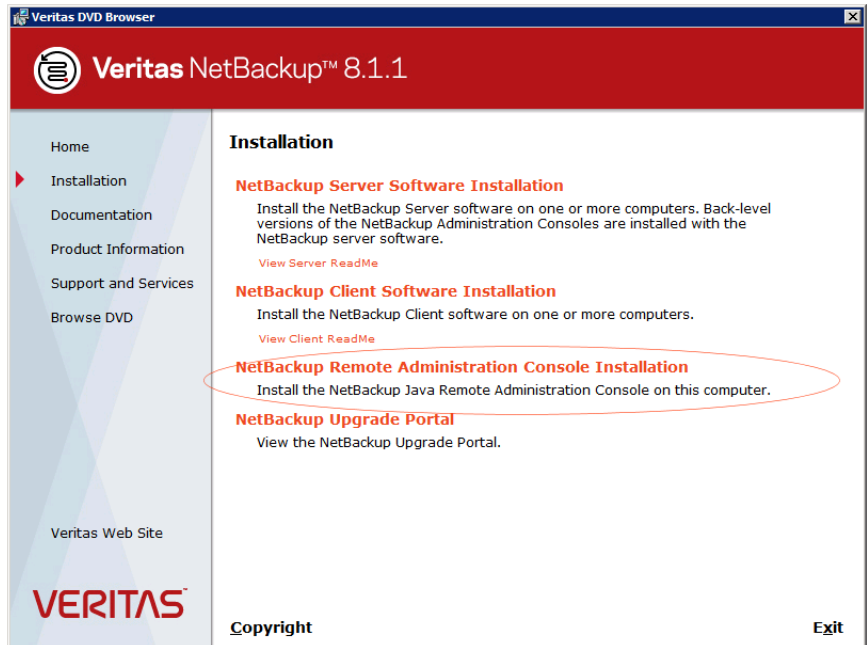 Veritas DVD Browser
Veritas NetBackup™ 8.1.1
Home
Installation
Documentation
Product Information
Support and Services
Browse DVD
Veritas Web Site
VERITAS
Installation
NetBackup Server Software Installation
Install the NetBackup Server software on one or more computers. Back-level
versions of the NetBackup Administration Consoles are installed with the
NetBackup server software.
View Server ReadMe
NetBackup Client Software Installation
Install the NetBackup Client software on one or more computers.
View Client ReadMe
NetBackup Remote Administration Console Installation
Install the NetBackup Java Remote Administration Console on this computer.
NetBackup Upgrade Portal
View the NetBackup Upgrade Portal.
Copyright
Exit